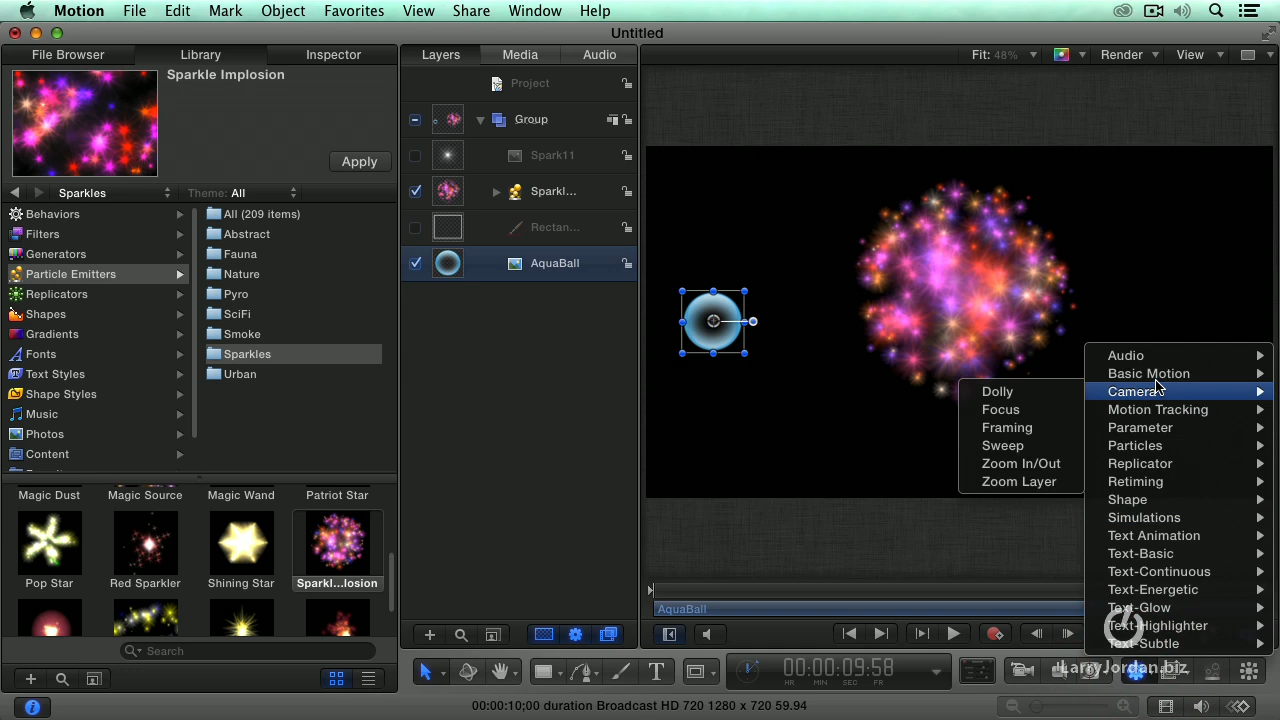 Motion File Edit Mark Object Favorites View Share Window Help
Untitled
File Browser Library Inspector
Sparkle Implosion
Apply
Sparkles Theme: All
Behaviors
Filters
Generators
Particle Emitters
Replicators
Shapes
Gradients
Fonts
Text Styles
Shape Styles
Music
Photos
Content
All (209 items)
Abstract
Fauna
Nature
Pyro
SciFi
Smoke
Sparkles
Urban
Magic Dust Magic Source Magic Wand Patriot Star
Pop Star Red Sparkler Shining Star Sparkl...losion
Search
Layers Media Audio
Project
Group
Spark11
Sparkl...
Rectan...
AquaBall
Fit: 48% Render View
Dolly
Focus
Framing
Sweep
Zoom In/Out
Zoom Layer
Audio
Basic Motion
Camera
Motion Tracking
Parameter
Particles
Replicator
Retiming
Shape
Simulations
Text Animation
Text-Basic
Text-Continuous
Text-Energetic
Text-Glow
Text-Highlighter
Text-Subtle
AquaBall
LarryJordan.biz
T
00:00:09:58
HR MIN SEC FR
00:00:10;00 duration Broadcast HD 720 1280 x 720 59.94